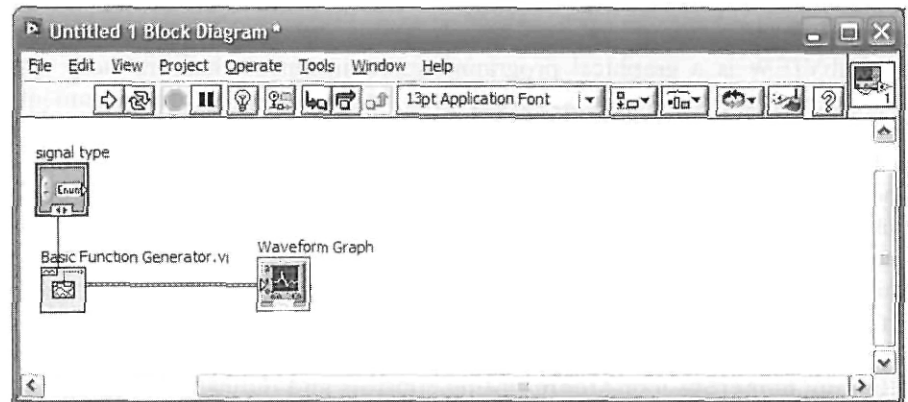 Untitled 1 Block Diagram *
File Edit View Project Operate Tools Window Help
13pt Application Font
1
signal type
Enum
Basic Function Generator.vi
Waveform Graph